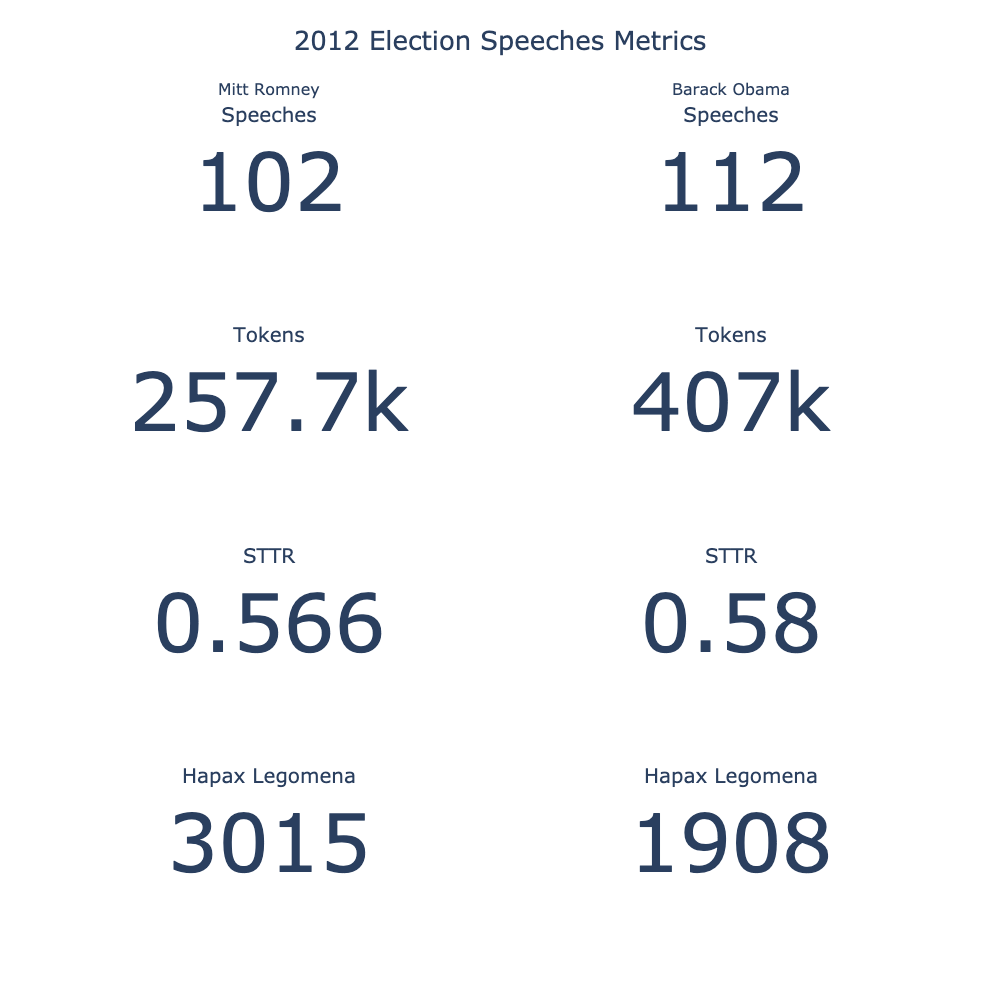 2012 Election Speeches Metrics
Mitt Romney
Speeches
102
Barack Obama
Speeches
112
Tokens
257.7k
Tokens
407k
STTR
0.566
STTR
0.58
Hapax Legomena
3015
Hapax Legomena
1908